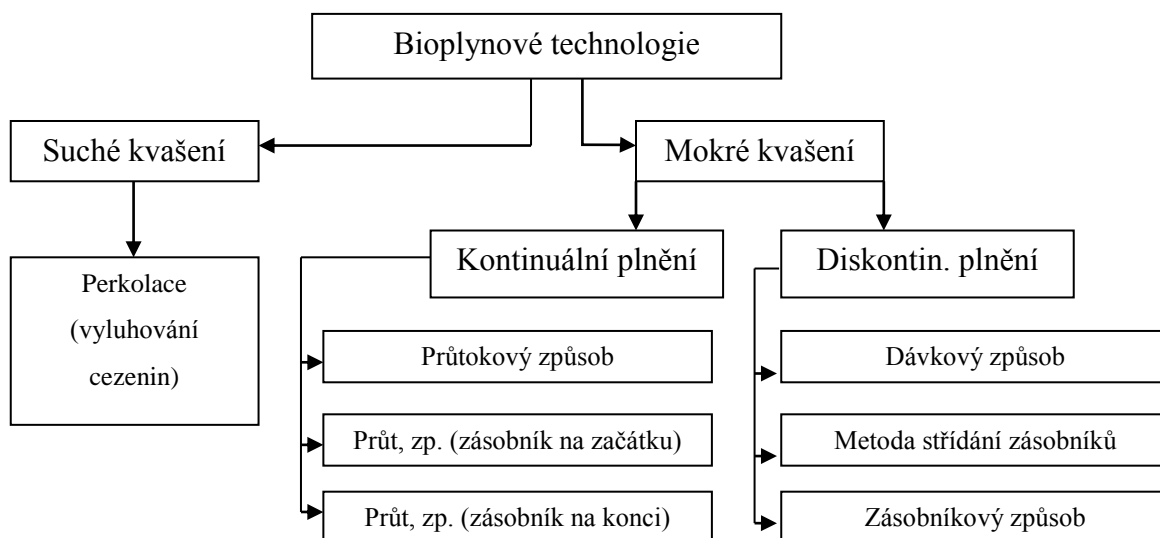 Bioplynové technologie
Suché kvašení
Mokré kvašení
Kontinuální plnění
Diskontin. plnění
Perkolace
(vyluhování
cezenin)
Průtokový způsob
Dávkový způsob
Průt, zp. (zásobník na začátku)
Metoda střídání zásobníků
Průt, zp. (zásobník na konci)
Zásobníkový způsob